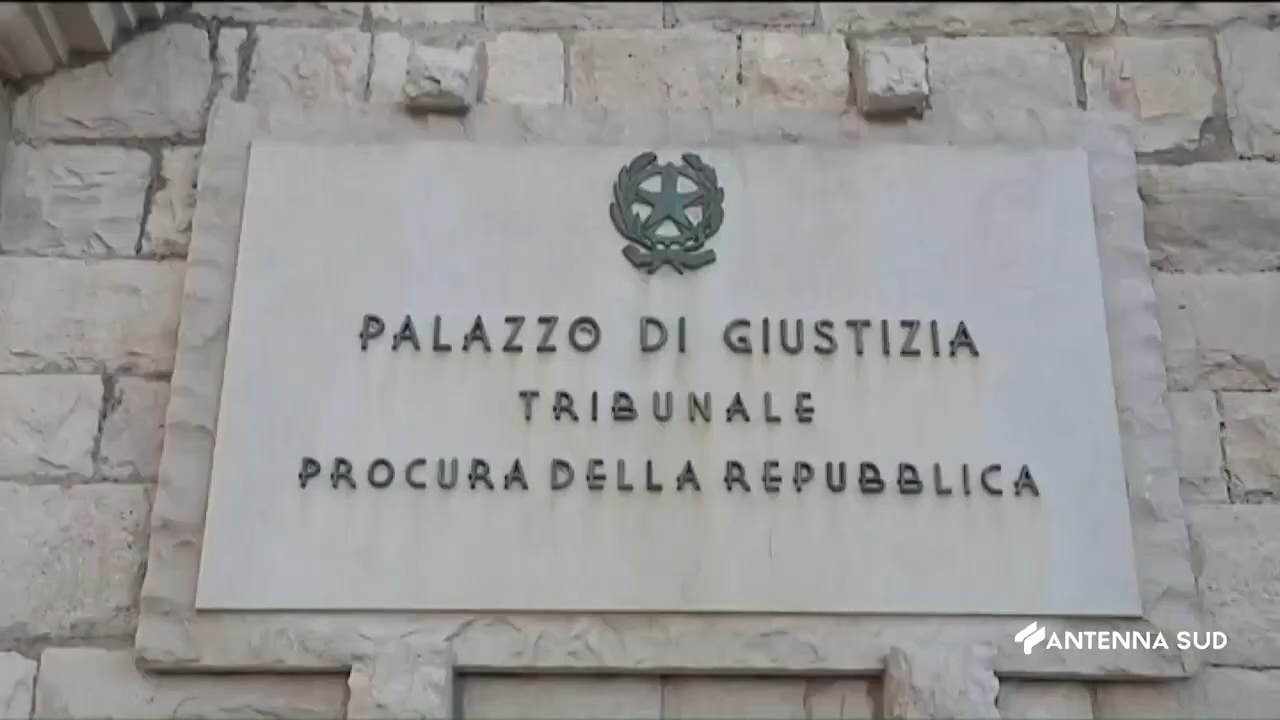 PALAZZO DI GIUSTIZIA
TRIBUNALE
PROCURA DELLA REPUBBLICA
ANTENNA SUD